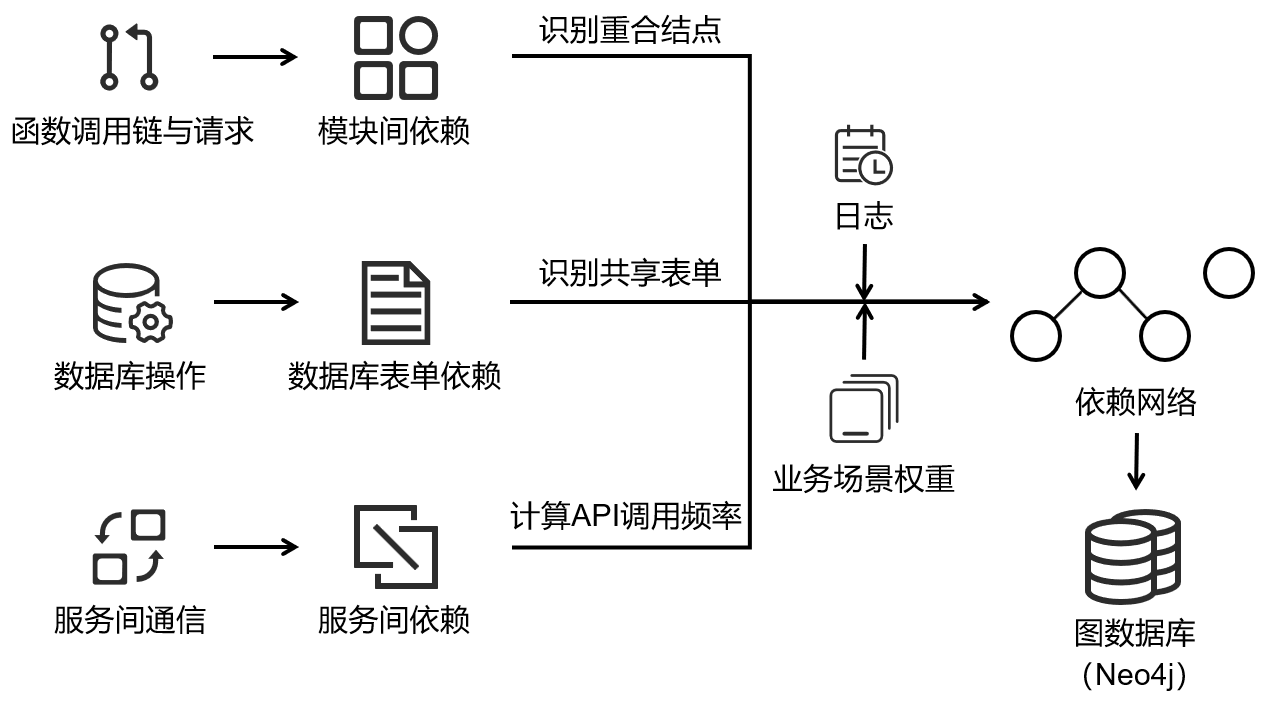 识别重合结点
函数调用链与请求
模块间依赖
日志
识别共享表单
数据库操作
数据库表单依赖
依赖网络
业务场景权重
计算API调用频率
服务间通信
服务间依赖
图数据库
（Neo4j）